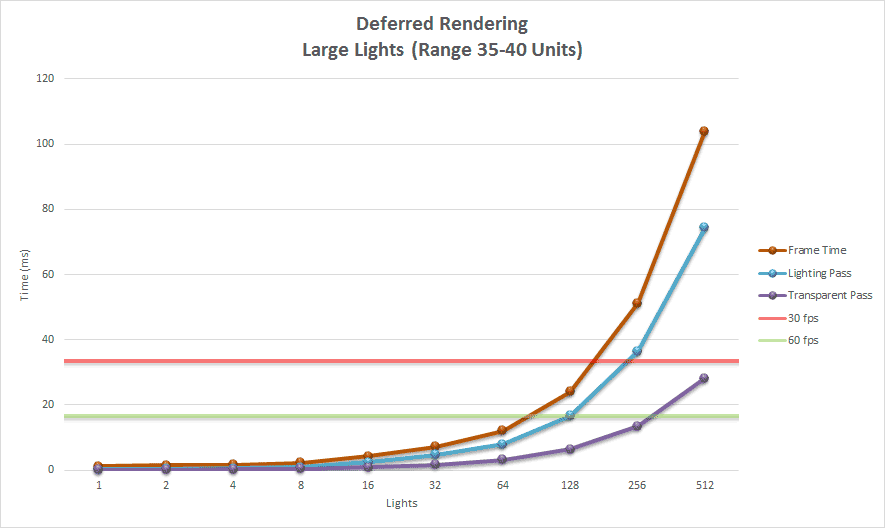 Deferred Rendering
Large Lights (Range 35-40 Units)
120
100
80
60
40
20
0
Time (ms)
1 2 4 8 16 32 64 128 256 512
Lights
Frame Time
Lighting Pass
Transparent Pass
30 fps
60 fps